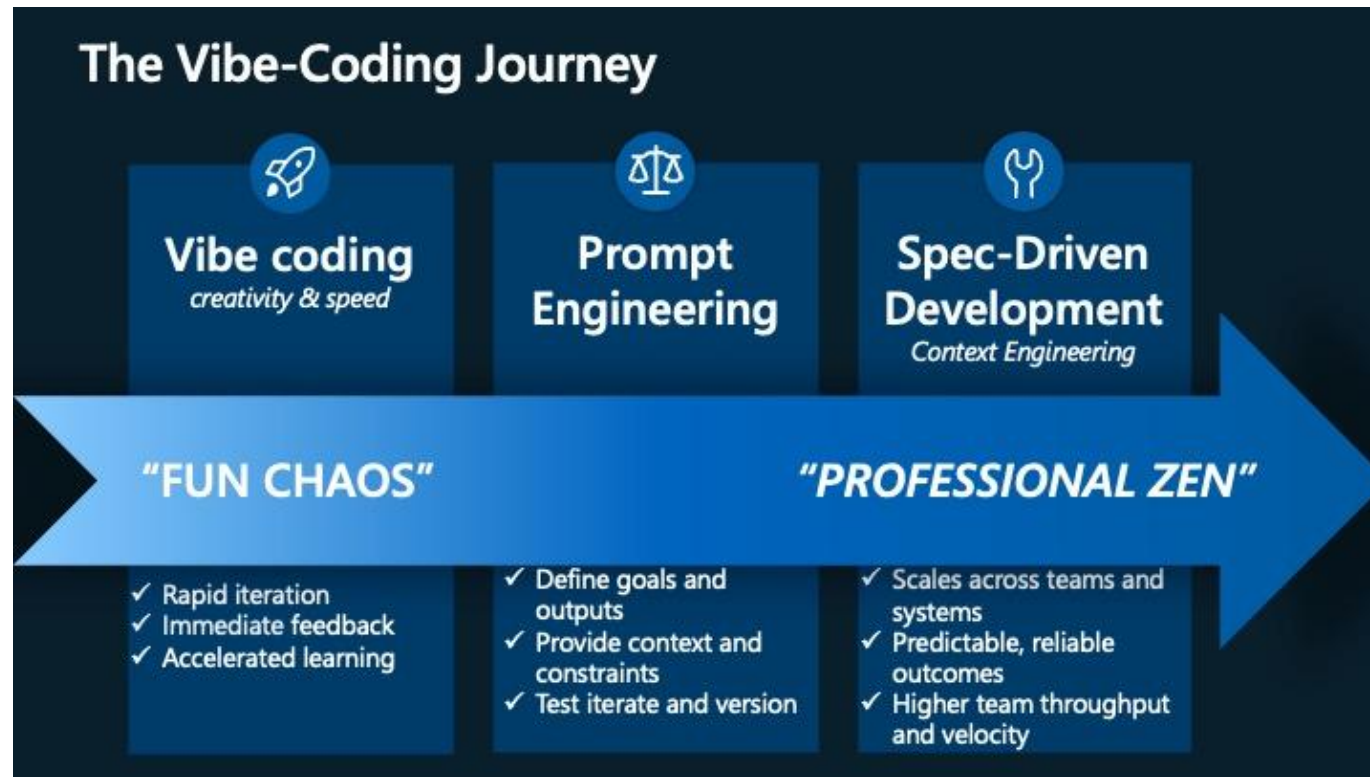 The Vibe-Coding Journey
Vibe coding
creativity & speed
Prompt
Engineering
Spec-Driven
Development
Context Engineering
“FUN CHAOS”
“PROFESSIONAL ZEN”
✓ Rapid iteration
✓ Immediate feedback
✓ Accelerated learning
✓ Define goals and
outputs
✓ Provide context and
constraints
✓ Test iterate and version
✓ Scales across teams and
systems
✓ Predictable, reliable
outcomes
✓ Higher team throughput
and velocity